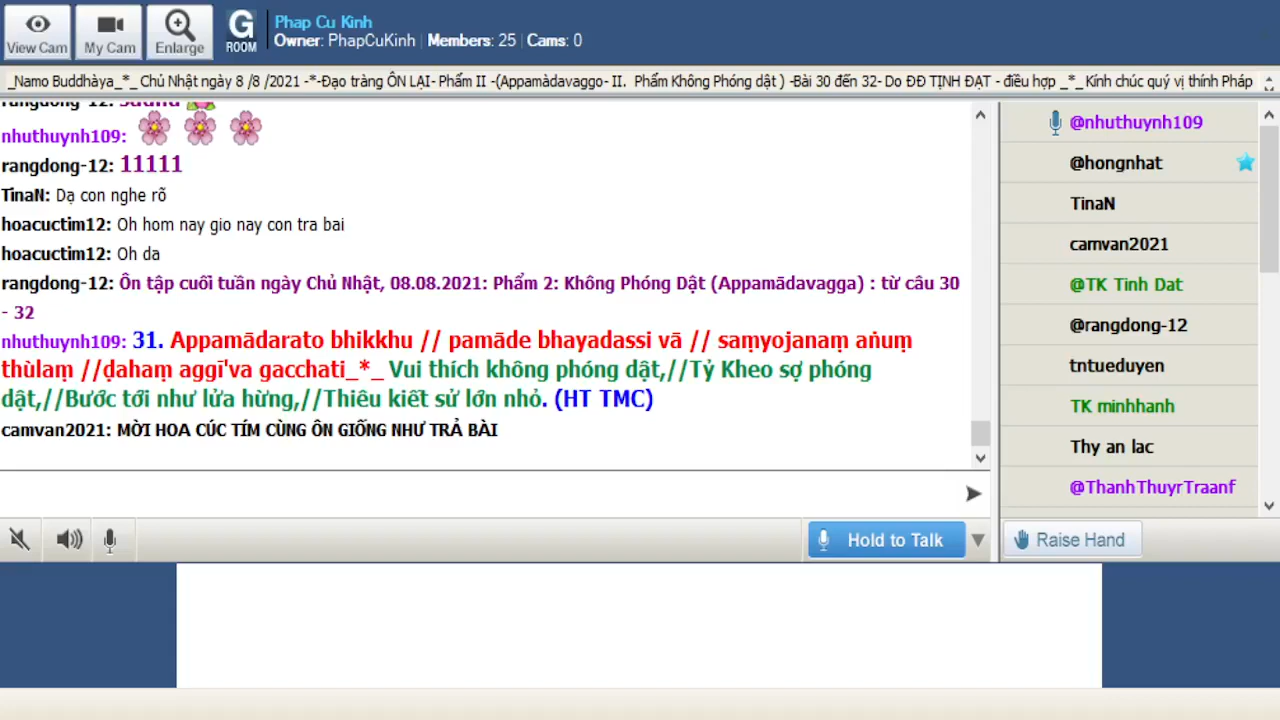 View Cam
My Cam
Enlarge
G
ROOM
Phap Cu Kinh
Owner: PhapCuKinh | Members: 25 | Cams: 0
_Namo Buddhàya_*_ Chủ Nhật ngày 8 /8 /2021 -*-Đạo tràng ÔN LẠI- Phẩm II -(Appamàdavaggo- II.  Phẩm Không Phóng dật ) -Bài 30 đến 32- Do ĐĐ TỊNH ĐẠT - điều hợp _*_Kính chúc quý vị thính Pháp
rangdong-12: sadhu
nhuthuynh109:
rangdong-12: 11111
TinaN: Dạ con nghe rõ
hoacuctim12: Oh hom nay gio nay con tra bai
hoacuctim12: Oh da
rangdong-12: Ôn tập cuối tuần ngày Chủ Nhật, 08.08.2021: Phẩm 2: Không Phóng Dật (Appamādavagga) : từ câu 30
- 32
nhuthuynh109: 31. Appamādarato bhikkhu // pamāde bhayadassi vā // saṃyojanaṃ aṅuṃ
thùlaṃ //ḍahaṃ aggī'va gacchati_*_ Vui thích không phóng dật,//Tỷ Kheo sợ phóng
dật,//Bước tới như lửa hừng,//Thiêu kiết sử lớn nhỏ. (HT TMC)
camvan2021: MỜI HOA CÚC TÍM CÙNG ÔN GIỐNG NHƯ TRẢ BÀI
@nhuthuynh109
@hongnhat
TinaN
camvan2021
@TK Tinh Dat
@rangdong-12
tntueduyen
TK minhhanh
Thy an lac
@ThanhThuyrTraanf
Hold to Talk
Raise Hand